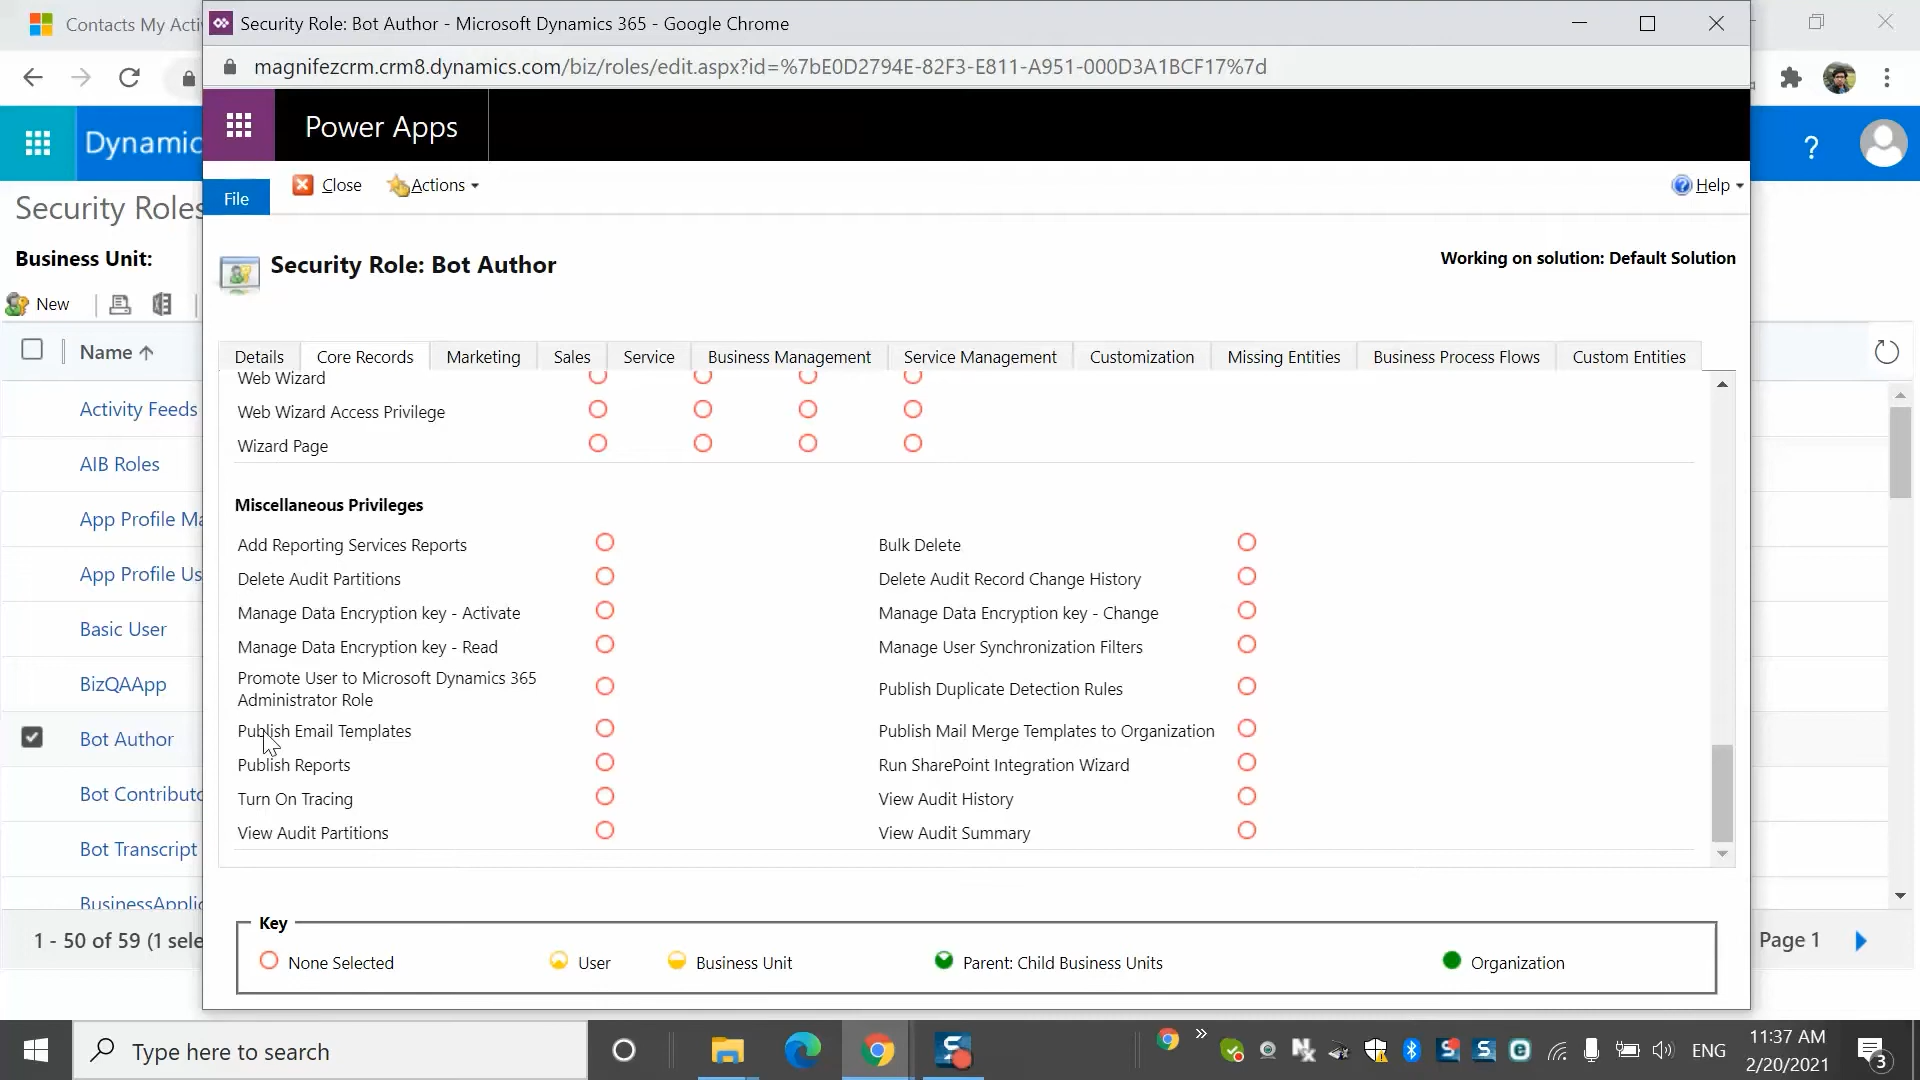 Contacts My Acti
Security Role: Bot Author - Microsoft Dynamics 365 - Google Chrome
magnifezcrm.crm8.dynamics.com/biz/roles/edit.aspx?id=%7bE0D2794E-82F3-E811-A951-000D3A1BCF17%7d
Dynamic
Power Apps
?
File
Close
Actions
Help
Security Roles
Security Role: Bot Author
Working on solution: Default Solution
Business Unit:
New
Name
Details
Core Records
Marketing
Sales
Service
Business Management
Service Management
Customization
Missing Entities
Business Process Flows
Custom Entities
Activity Feeds
AIB Roles
App Profile Ma
App Profile Us
Basic User
BizQAApp
Bot Author
Bot Contributo
Bot Transcript
BusinessApplic
1 - 50 of 59 (1 sele
Page 1
Web Wizard
Web Wizard Access Privilege
Wizard Page
Miscellaneous Privileges
Add Reporting Services Reports
Bulk Delete
Delete Audit Partitions
Delete Audit Record Change History
Manage Data Encryption key - Activate
Manage Data Encryption key - Change
Manage Data Encryption key - Read
Manage User Synchronization Filters
Promote User to Microsoft Dynamics 365
Administrator Role
Publish Duplicate Detection Rules
Publish Email Templates
Publish Mail Merge Templates to Organization
Publish Reports
Run SharePoint Integration Wizard
Turn On Tracing
View Audit History
View Audit Partitions
View Audit Summary
Key
None Selected
User
Business Unit
Parent: Child Business Units
Organization
Type here to search
ENG
11:37 AM
2/20/2021
3